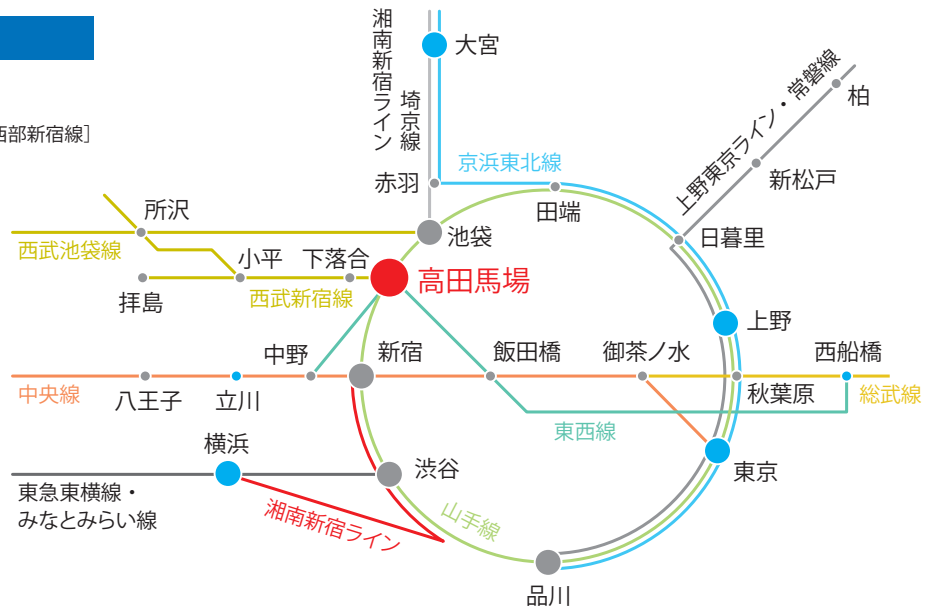 湘南新宿ライン
埼京線
大宮
上野東京ライン・常磐線
柏
西部新宿線］
京浜東北線
新松戸
赤羽
田端
所沢
池袋
日暮里
西武池袋線
小平
下落合
高田馬場
拝島
西武新宿線
上野
中野
新宿
飯田橋
御茶ノ水
西船橋
中央線
八王子
立川
秋葉原
総武線
東西線
横浜
渋谷
東京
東急東横線・
みなとみらい線
湘南新宿ライン
山手線
品川